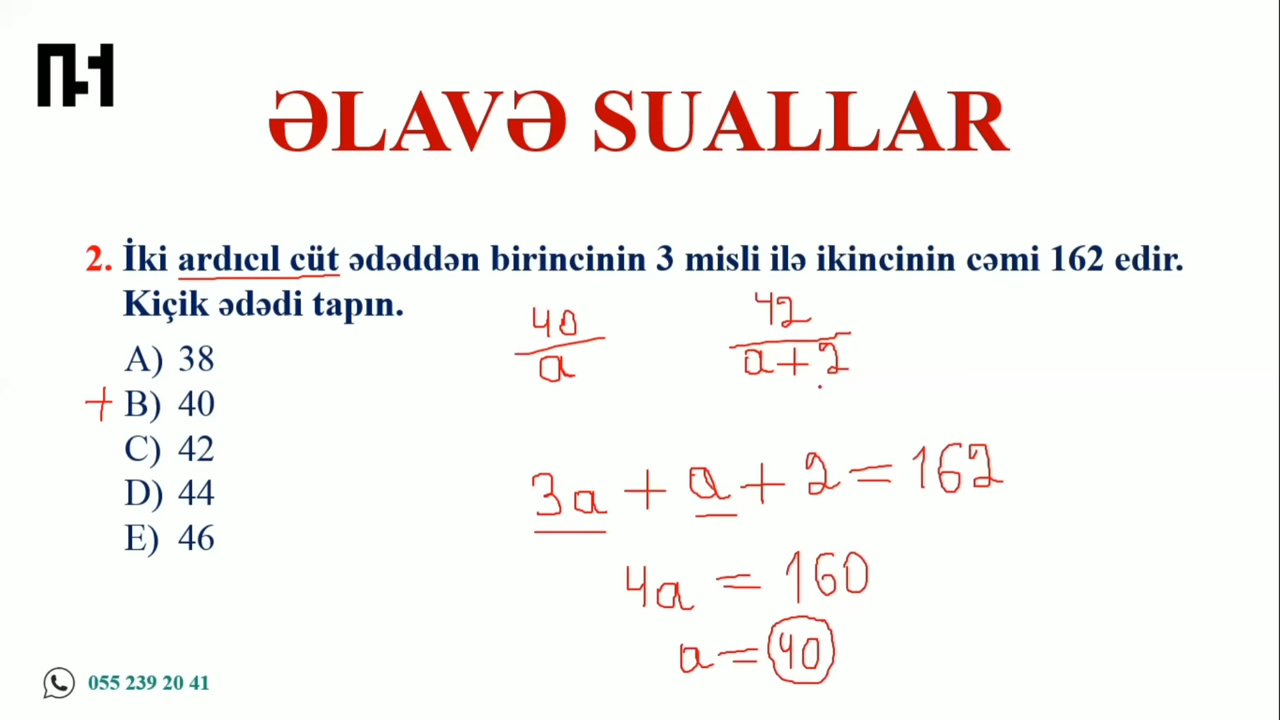 ƏLAVƏ SUALLAR
2. İki ardıcıl cüt ədəddən birincinin 3 misli ilə ikincinin cəmi 162 edir.
Kiçik ədədi tapın.
40 42
a a + 2
A) 38
+ B) 40
C) 42
D) 44
E) 46
3a + a + 2 = 162
4a = 160
a = 40
055 239 20 41